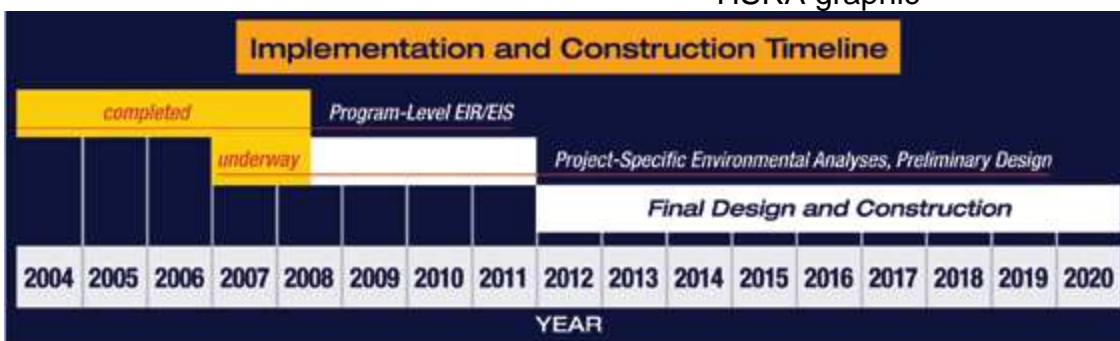 Implementation and Construction Timeline
completed Program-Level EIR/EIS
underway Project-Specific Environmental Analyses, Preliminary Design
Final Design and Construction
2004 2005 2006 2007 2008 2009 2010 2011 2012 2013 2014 2015 2016 2017 2018 2019 2020
YEAR